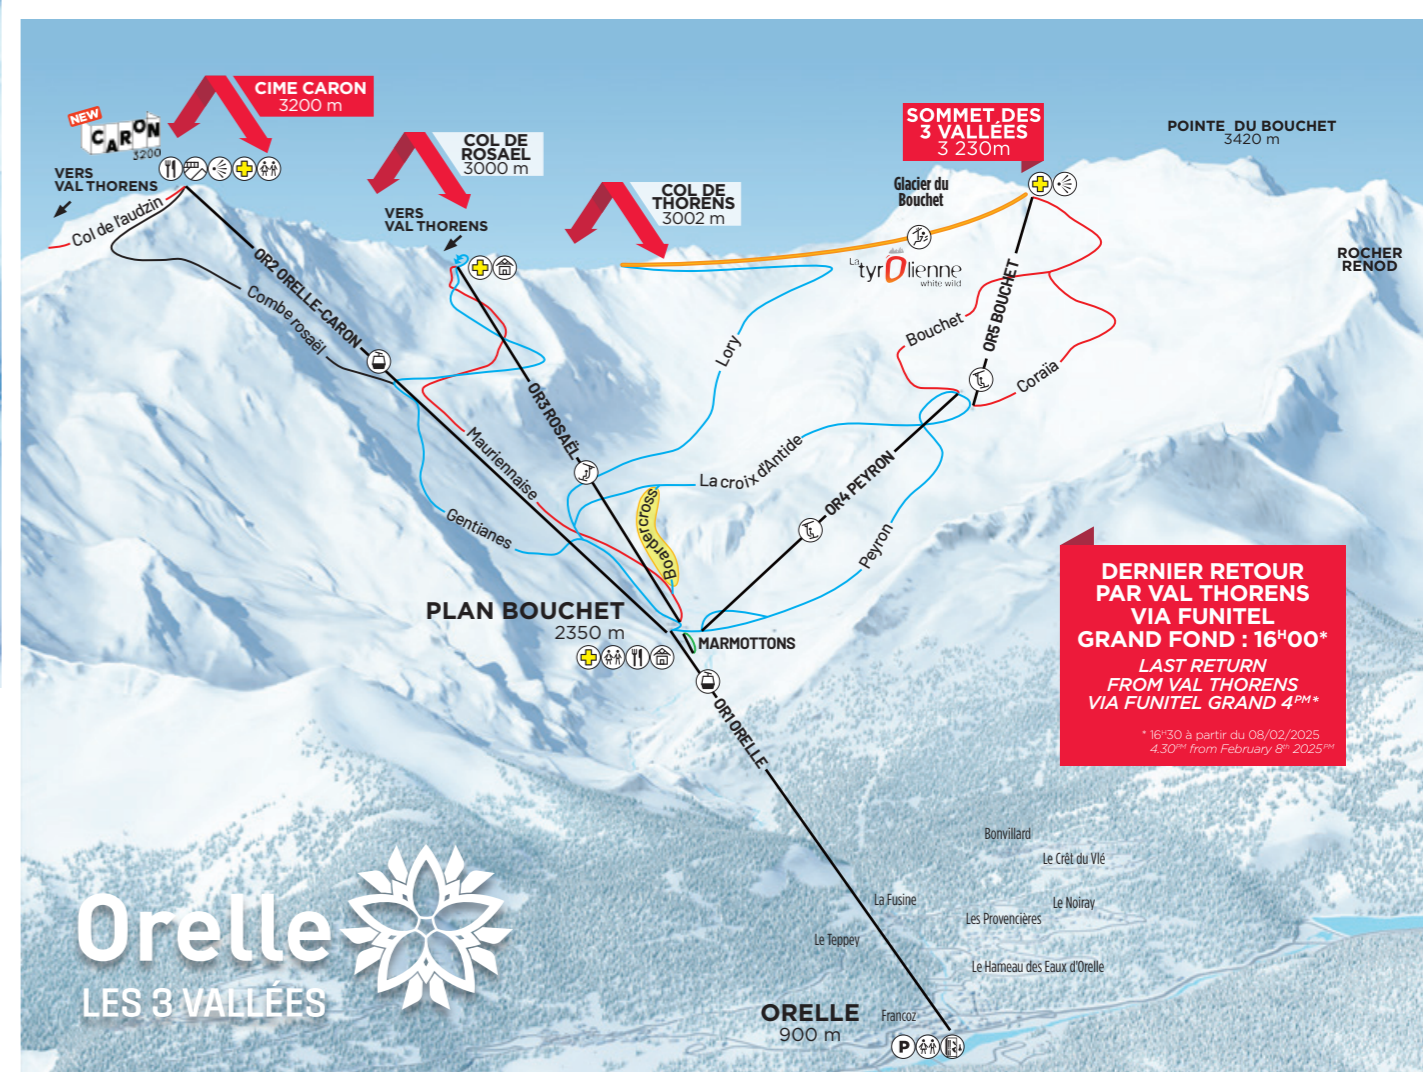 CIME CARON
3200 m
NEW
CARON
3200
VERS
VAL THORENS
Col de l'audzin
COL DE
ROSAEL
3000 m
VERS
VAL THORENS
COL DE
THORENS
3002 m
SOMMET DES
3 VALLÉES
3 230m
POINTE DU BOUCHET
3420 m
Glacier du
Bouchet
La
tyrOlienne
white wild
ROCHER
RENOD
OR2 ORELLE-CARON
Combe rosaël
OR3 ROSAËL
Lory
Bouchet
OR5 BOUCHET
Coraïa
Mauriennaise
Gentianes
La croix d'Antide
OR4 PEYRON
Peyron
Boardercross
PLAN BOUCHET
2350 m
MARMOTTONS
OR1 ORELLE
DERNIER RETOUR
PAR VAL THORENS
VIA FUNITEL
GRAND FOND : 16H00*
LAST RETURN
FROM VAL THORENS
VIA FUNITEL GRAND 4PM*
* 16H30 à partir du 08/02/2025
4.30PM from February 8th 2025PM
Bonvillard
Le Crêt du Vlé
La Fusine
Le Noiray
Les Provencières
Le Teppey
Le Hameau des Eaux d'Orelle
Orelle
LES 3 VALLÉES
ORELLE
900 m
Francoz
P